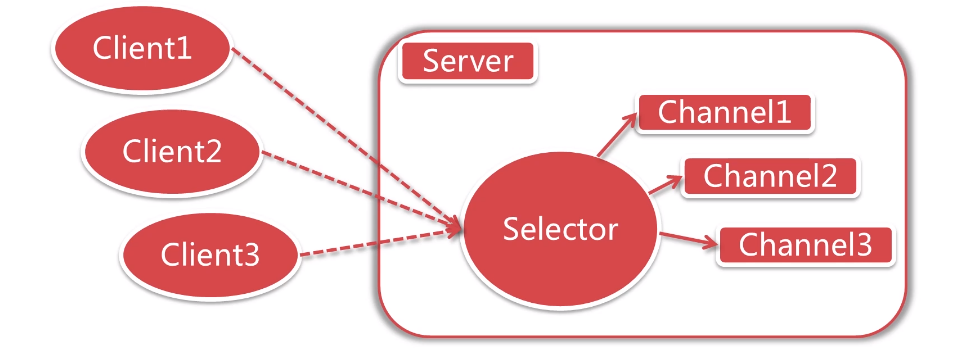 Client1
Client2
Client3
Server
Selector
Channel1
Channel2
Channel3